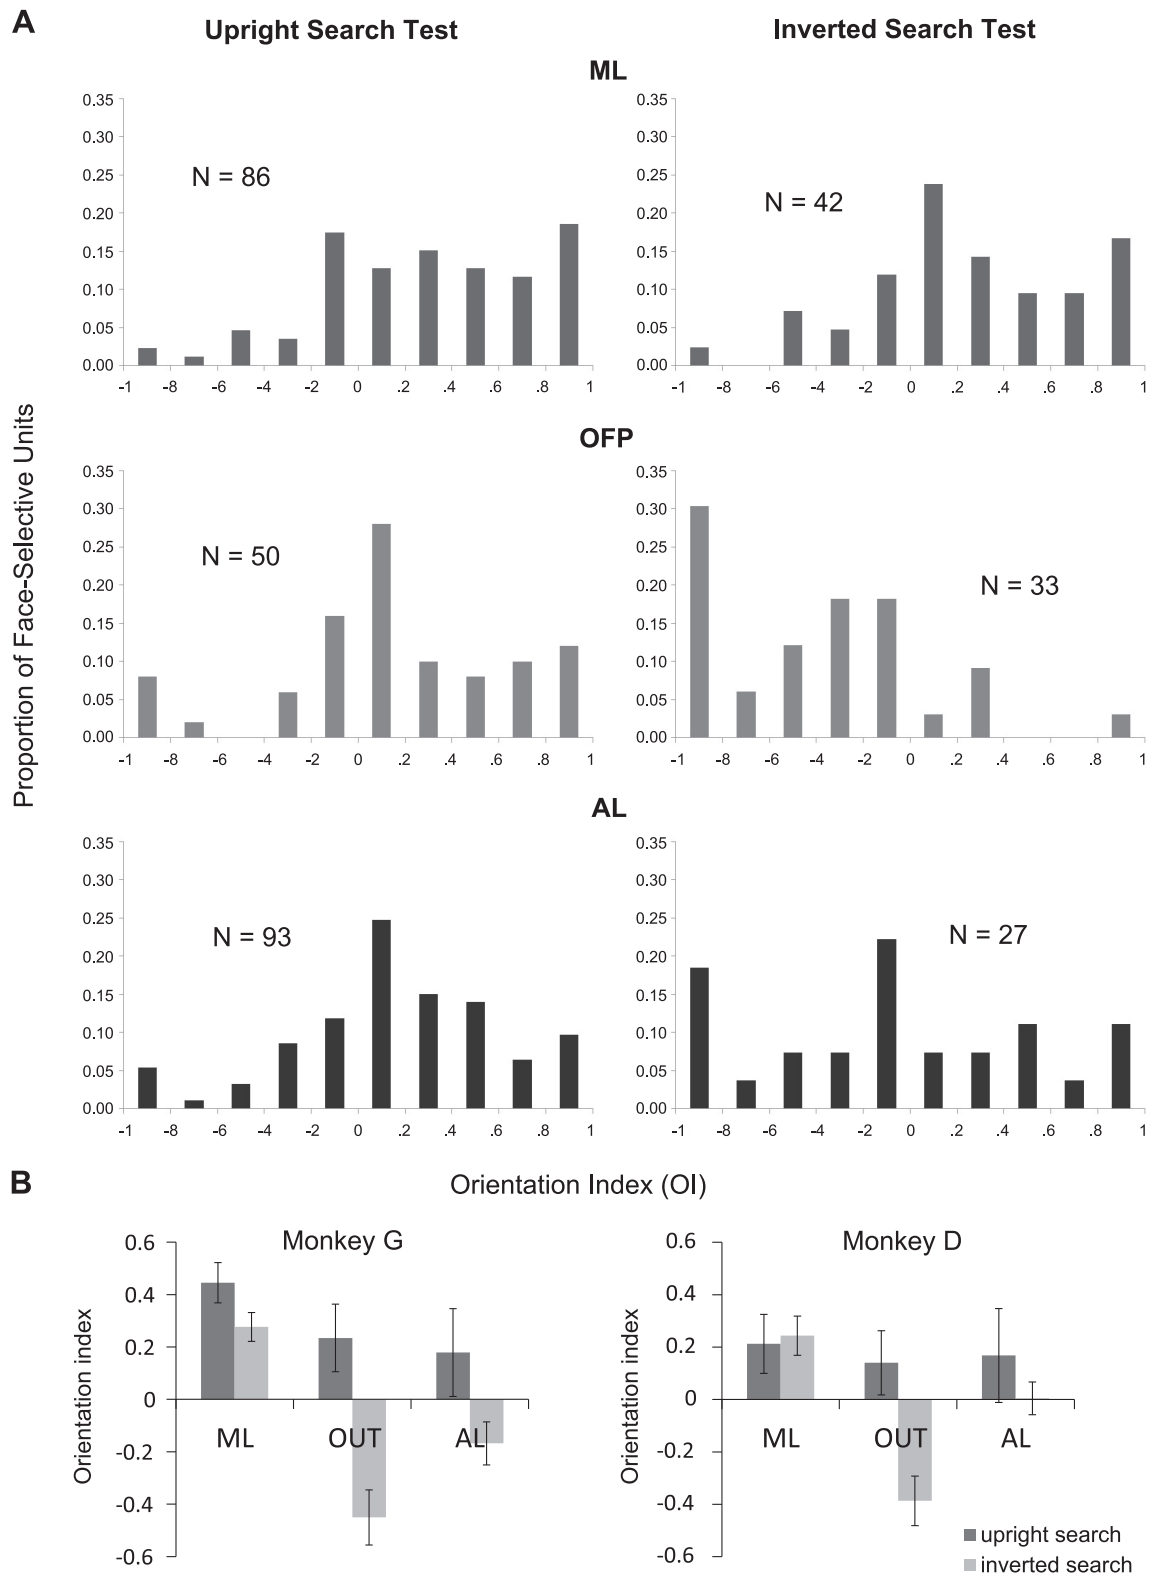 A
Upright Search Test
Inverted Search Test
ML
0.35
0.30
0.25
0.20
0.15
0.10
0.05
0.00
N = 86
-1 -8 -6 -4 -2 0 .2 .4 .6 .8 1
0.35
0.30
0.25
0.20
0.15
0.10
0.05
0.00
N = 42
-1 -8 -6 -4 -2 0 .2 .4 .6 .8 1
Proportion of Face-Selective Units
OFP
0.35
0.30
0.25
0.20
0.15
0.10
0.05
0.00
N = 50
-1 -8 -6 -4 -2 0 .2 .4 .6 .8 1
0.35
0.30
0.25
0.20
0.15
0.10
0.05
0.00
N = 33
-1 -8 -6 -4 -2 0 .2 .4 .6 .8 1
AL
0.35
0.30
0.25
0.20
0.15
0.10
0.05
0.00
N = 93
-1 -8 -6 -4 -2 0 .2 .4 .6 .8 1
0.35
0.30
0.25
0.20
0.15
0.10
0.05
0.00
N = 27
-1 -8 -6 -4 -2 0 .2 .4 .6 .8 1
Orientation Index (OI)
B
Monkey G
Orientation index
0.6
0.4
0.2
0
-0.2
-0.4
-0.6
ML OUT AL
Monkey D
Orientation index
0.6
0.4
0.2
0
-0.2
-0.4
-0.6
ML OUT AL
upright search
inverted search